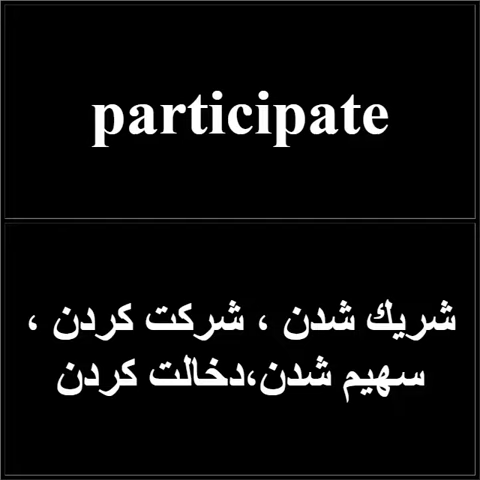 participate
شريك شدن ، شركت كردن ،
سهيم شدن،دخالت كردن